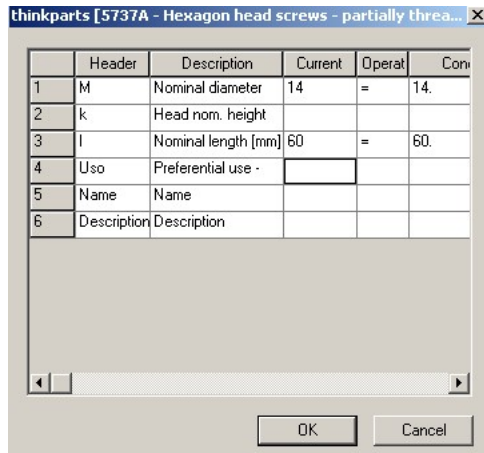 thinkparts [5737A - Hexagon head screws - partially threa...
Header Description Current Operat Con
1 M Nominal diameter 14 = 14.
2 k Head nom. height
3 l Nominal length [mm] 60 = 60.
4 Uso Preferential use -
5 Name Name
6 Description Description
OK Cancel